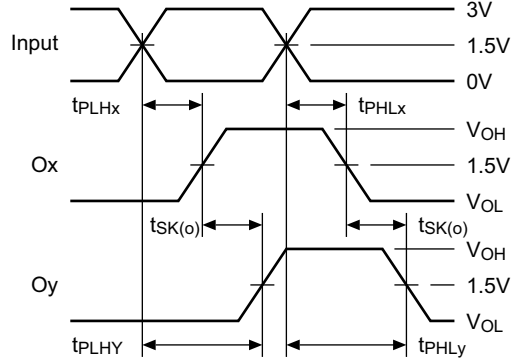 3V
Input
1.5V
0V
tPLHx
tPHLx
VOH
Ox
1.5V
VOL
tSK(o)
tSK(o)
VOH
Oy
1.5V
VOL
tPLHY
tPHLy